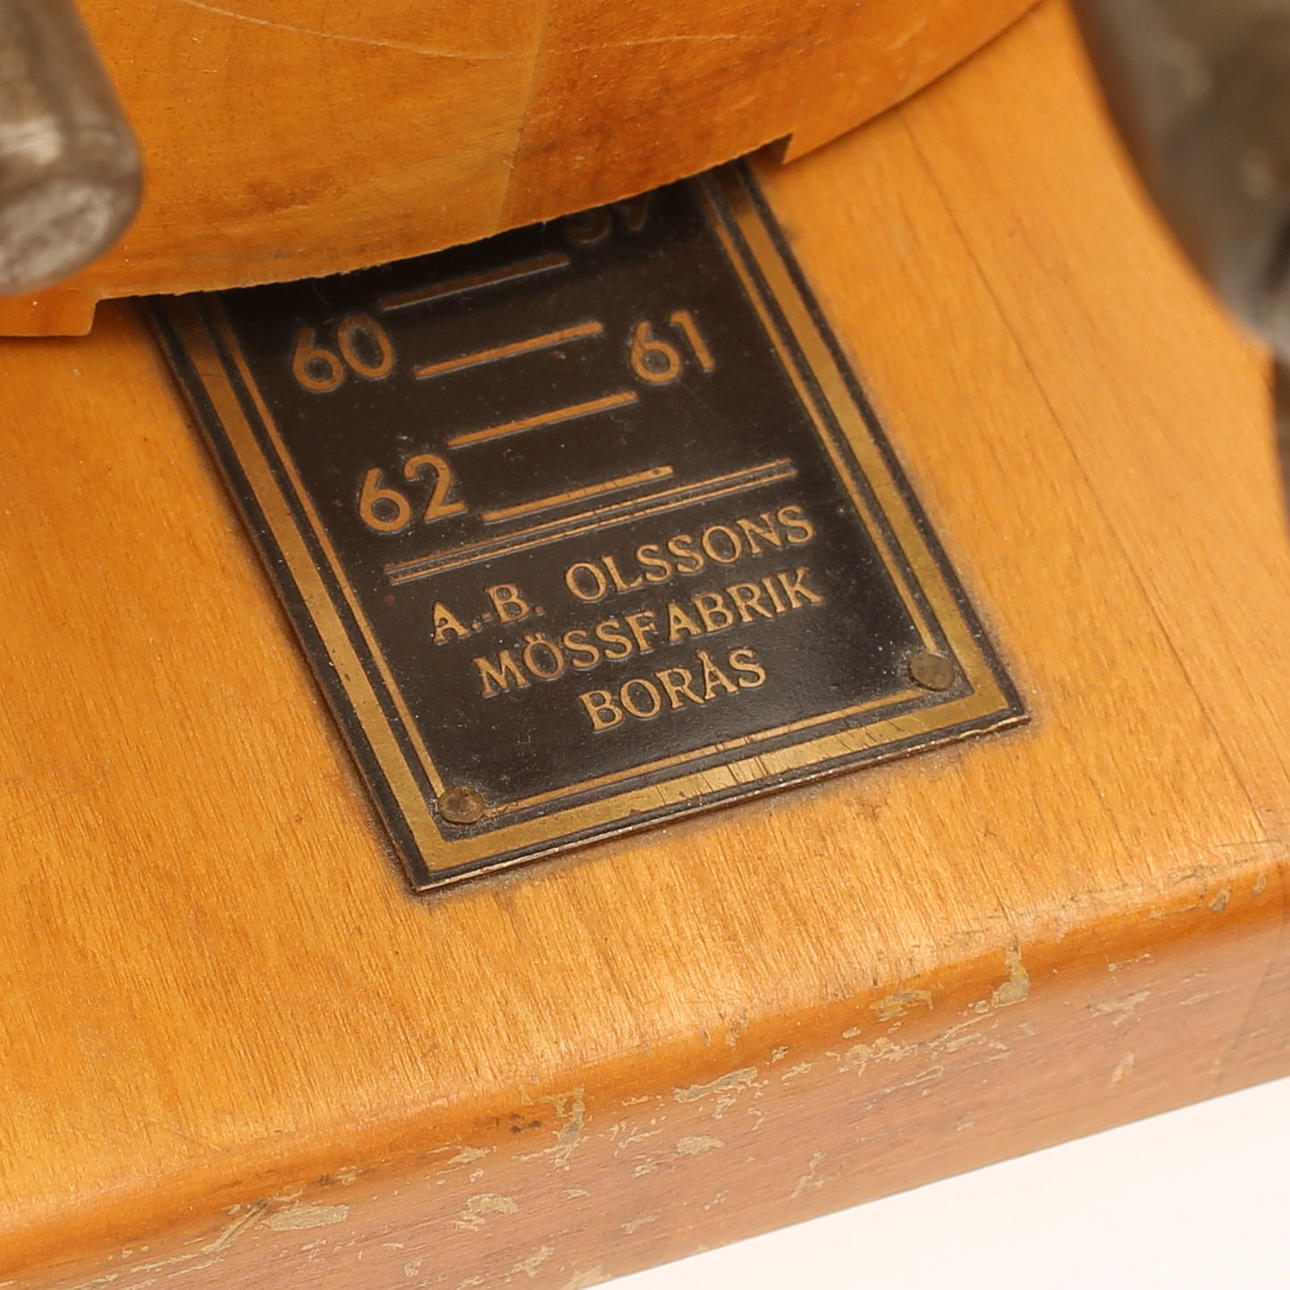 60
61
62
A.-B. OLSSONS
MÖSSFABRIK
BORÅS